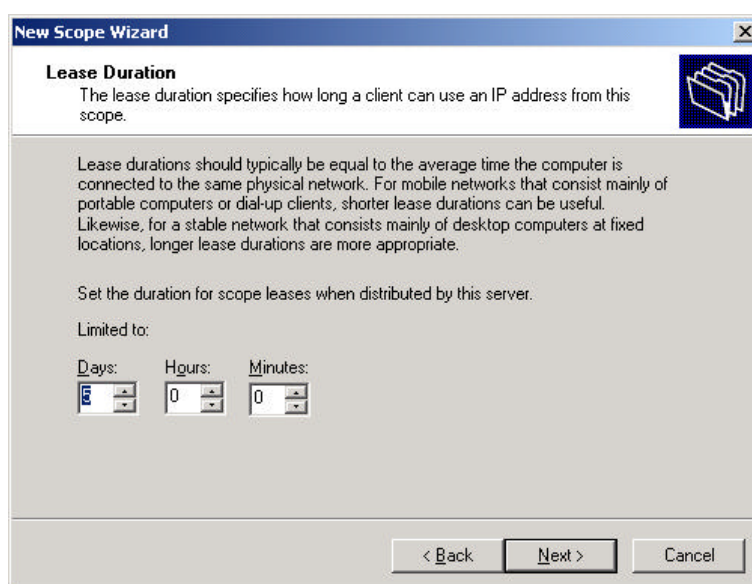 New Scope Wizard
Lease Duration
The lease duration specifies how long a client can use an IP address from this
scope.
Lease durations should typically be equal to the average time the computer is
connected to the same physical network. For mobile networks that consist mainly of
portable computers or dial-up clients, shorter lease durations can be useful.
Likewise, for a stable network that consists mainly of desktop computers at fixed
locations, longer lease durations are more appropriate.
Set the duration for scope leases when distributed by this server.
Limited to:
Days: Hours: Minutes:
5 0 0
< Back Next > Cancel